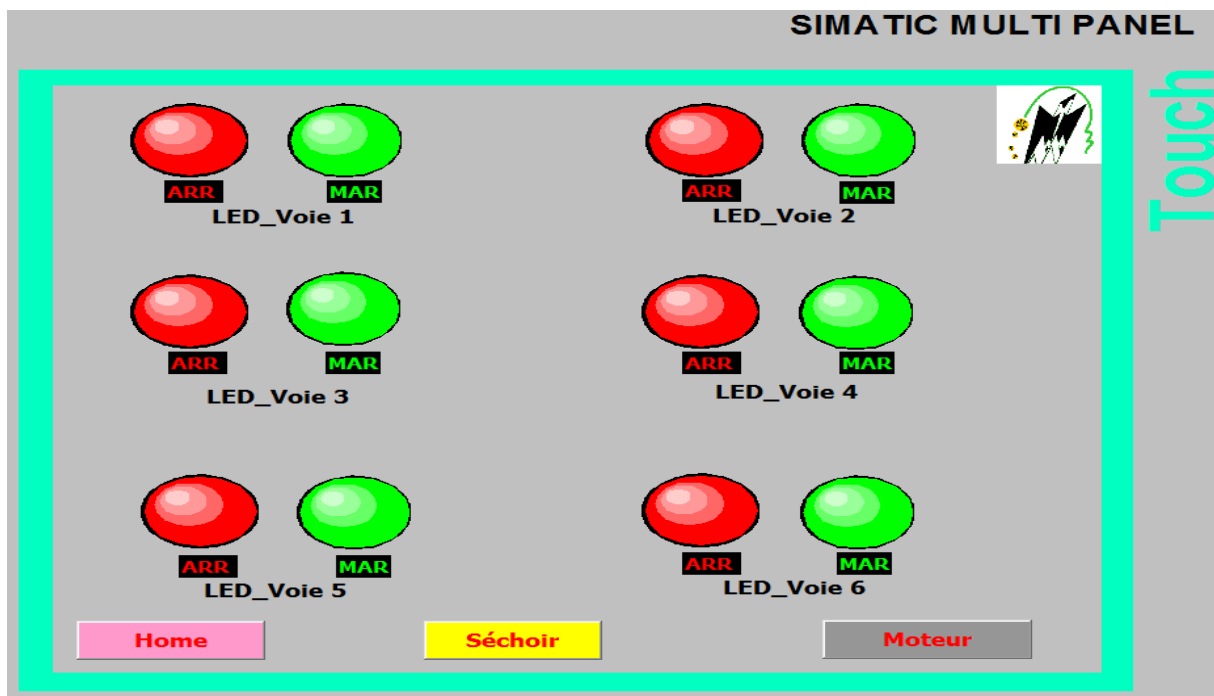 SIMATIC MULTI PANEL
Touch
ARR MAR ARR MAR
LED_Voie 1 LED_Voie 2
ARR MAR ARR MAR
LED_Voie 3 LED_Voie 4
ARR MAR ARR MAR
LED_Voie 5 LED_Voie 6
Home Séchoir Moteur